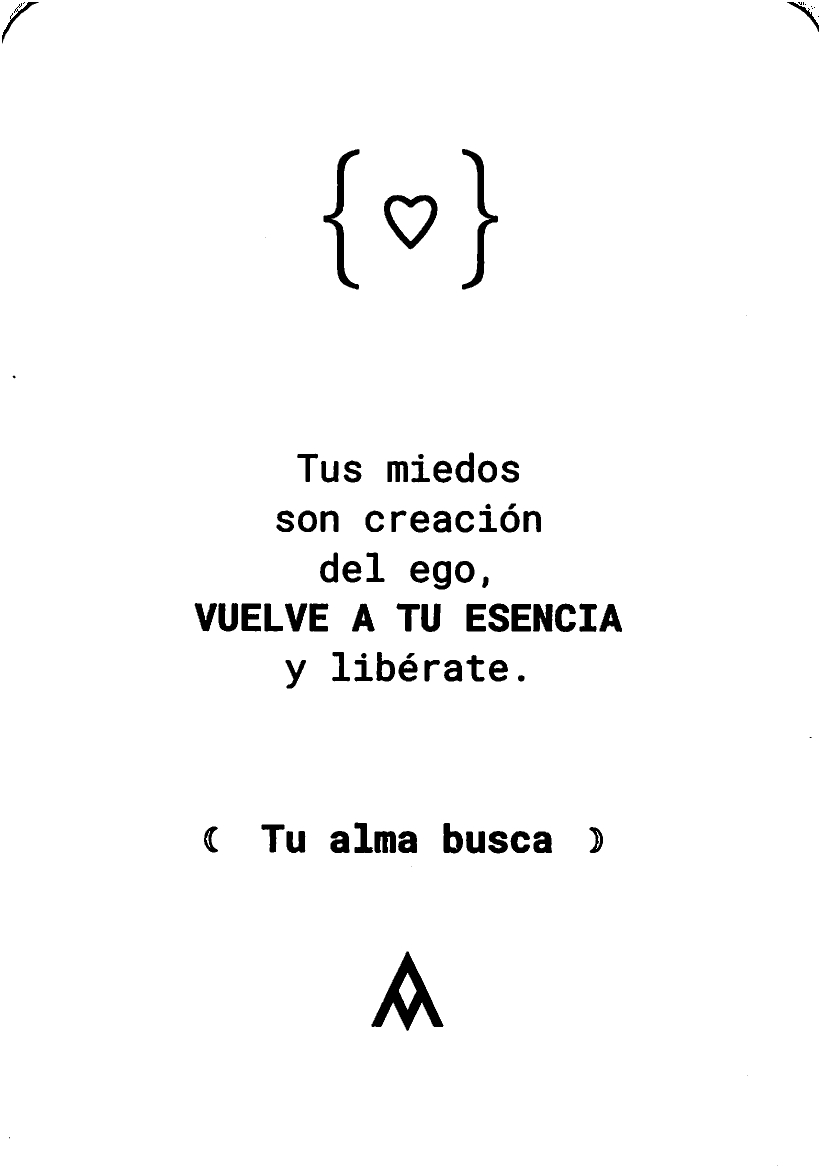 Tus miedos
son creación
del ego,
VUELVE A TU ESENCIA
y libérate.
Tu alma busca